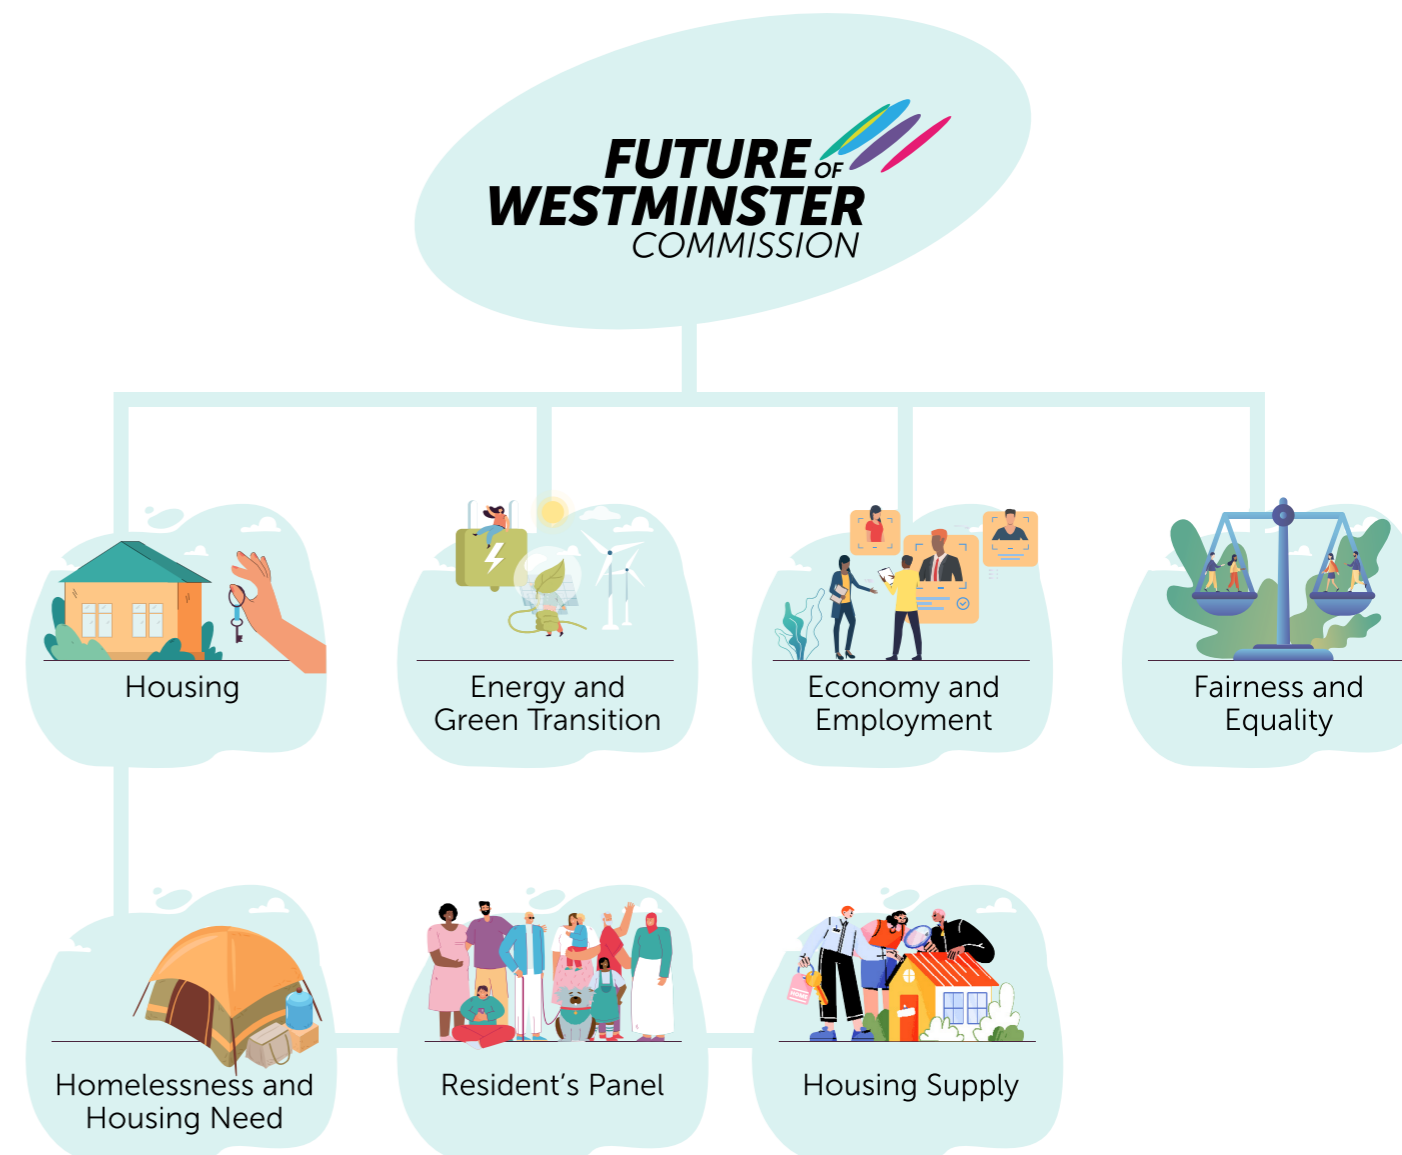 FUTURE OF
WESTMINSTER
COMMISSION
Housing
Energy and
Green Transition
Economy and
Employment
Fairness and
Equality
Homelessness and
Housing Need
Resident’s Panel
Housing Supply